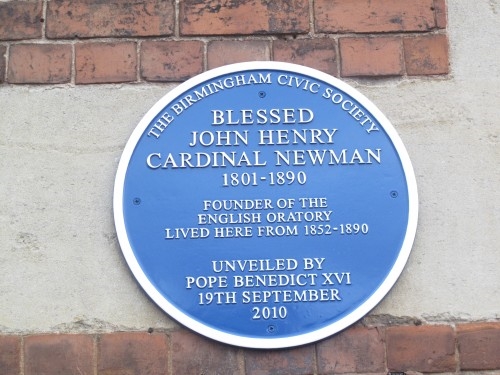 THE BIRMINGHAM CIVIC SOCIETY
BLESSED
JOHN HENRY
CARDINAL NEWMAN
1801-1890
FOUNDER OF THE
ENGLISH ORATORY
LIVED HERE FROM 1852-1890
UNVEILED BY
POPE BENEDICT XVI
19TH SEPTEMBER
2010